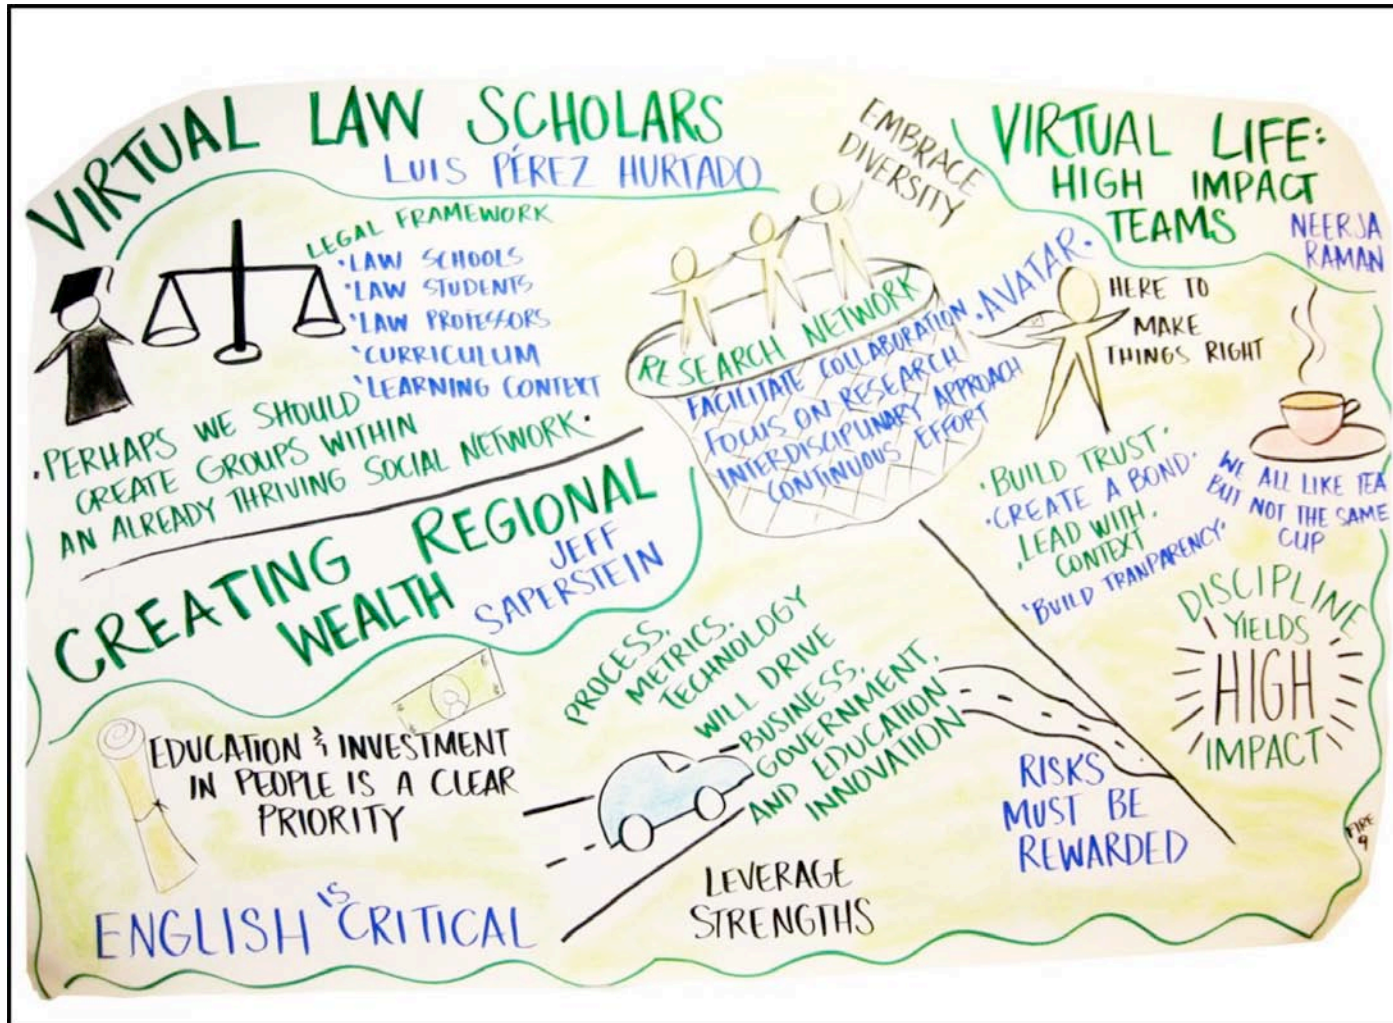 VIRTUAL LAW SCHOLARS
LUIS PÉREZ HURTADO
LEGAL FRAMEWORK
•LAW SCHOOLS
•LAW STUDENTS
•LAW PROFESSORS
•CURRICULUM
•LEARNING CONTEXT
•PERHAPS WE SHOULD
CREATE GROUPS WITHIN
AN ALREADY THRIVING SOCIAL NETWORK•
EMBRACE
DIVERSITY
RESEARCH NETWORK
FACILITATE COLLABORATION
FOCUS ON RESEARCH
INTERDISCIPLINARY APPROACH
CONTINUOUS EFFORT
VIRTUAL LIFE:
HIGH IMPACT
TEAMS
NEERJA
RAMAN
•AVATAR•
HERE TO
MAKE
THINGS RIGHT
•BUILD TRUST•
•CREATE A BOND•
•LEAD WITH•
CONTEXT
•BUILD TRANPARENCY•
WE ALL LIKE TEA
BUT NOT THE SAME
CUP
DISCIPLINE
YIELDS
HIGH
IMPACT
CREATING REGIONAL
WEALTH
JEFF
SAPERSTEIN
EDUCATION & INVESTMENT
IN PEOPLE IS A CLEAR
PRIORITY
ENGLISH IS CRITICAL
PROCESS,
METRICS,
TECHNOLOGY
WILL DRIVE
BUSINESS,
GOVERNMENT,
AND EDUCATION
INNOVATION
LEVERAGE
STRENGTHS
RISKS
MUST BE
REWARDED
FIRE
9